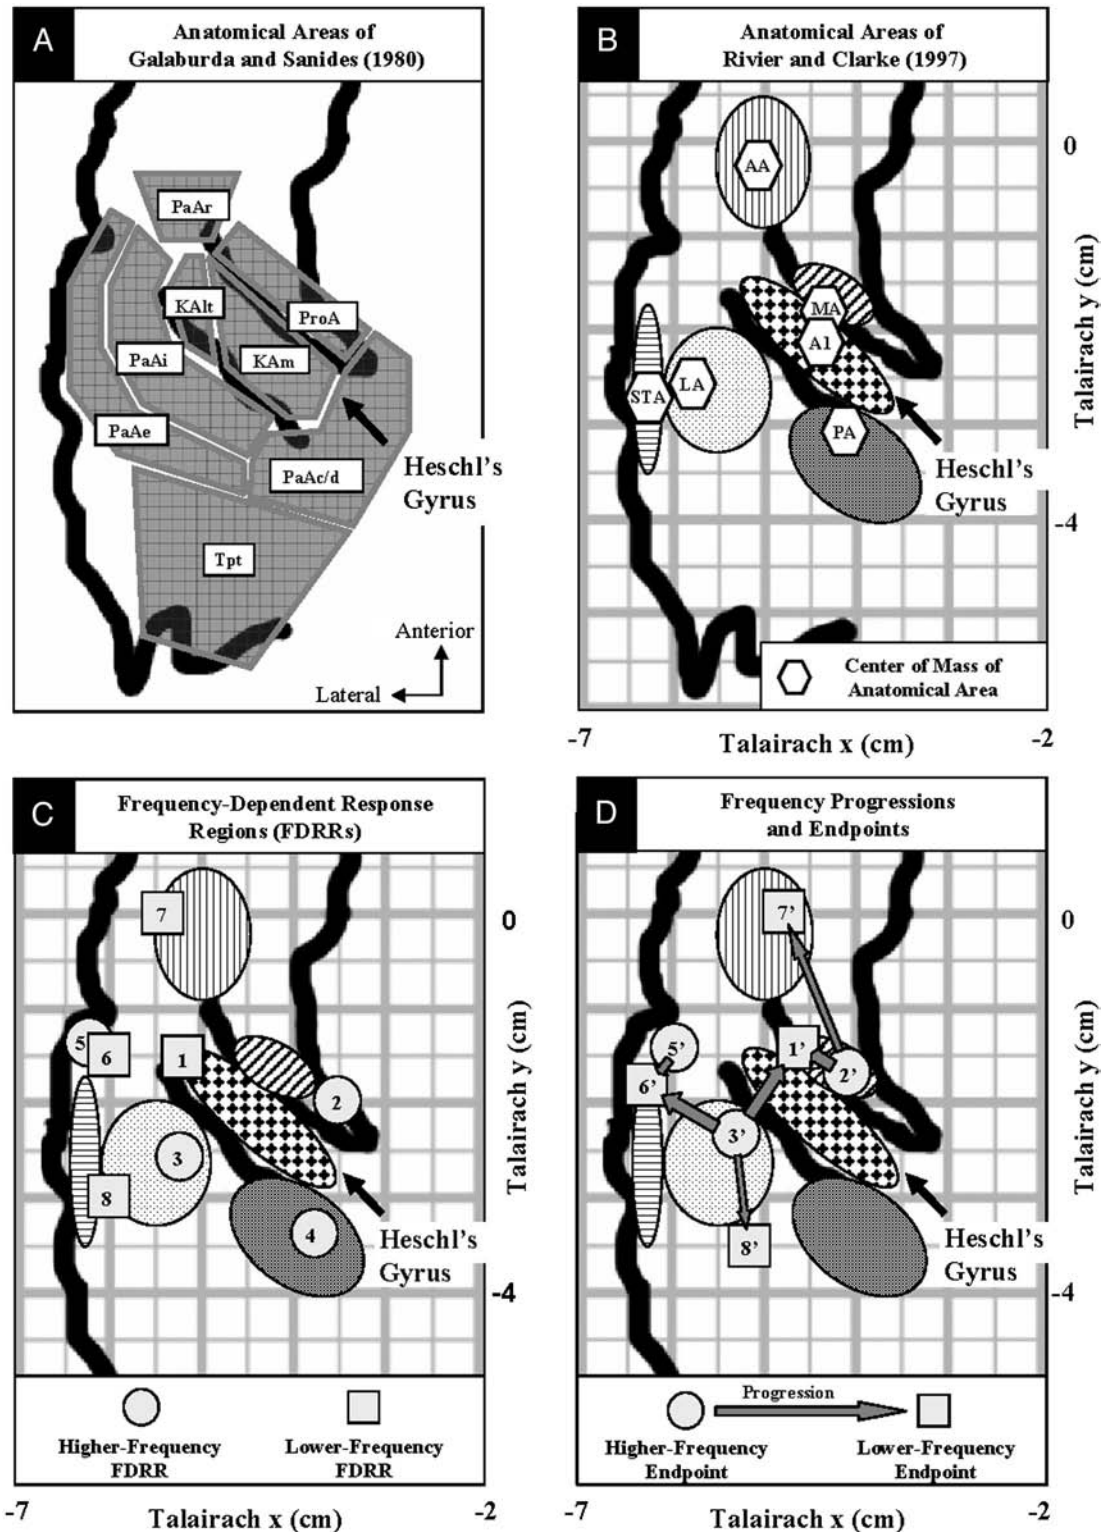 A
Anatomical Areas of
Galaburda and Sanides (1980)
PaAr
KAlt
ProA
PaAi
KAm
PaAe
PaAc/d
Heschl's
Gyrus
Tpt
Anterior
Lateral
B
Anatomical Areas of
Rivier and Clarke (1997)
AA
0
MA
A1
LA
STA
PA
Heschl's
Gyrus
-4
Talairach y (cm)
Center of Mass of
Anatomical Area
-7
Talairach x (cm)
-2
C
Frequency-Dependent Response
Regions (FDRRs)
7
0
5
6
1
2
3
8
4
Heschl's
Gyrus
-4
Talairach y (cm)
Higher-Frequency
FDRR
Lower-Frequency
FDRR
-7
Talairach x (cm)
-2
D
Frequency Progressions
and Endpoints
7’
0
5’
1’
6’
2’
3’
8’
Heschl's
Gyrus
-4
Talairach y (cm)
Progression
Higher-Frequency
Endpoint
Lower-Frequency
Endpoint
-7
Talairach x (cm)
-2